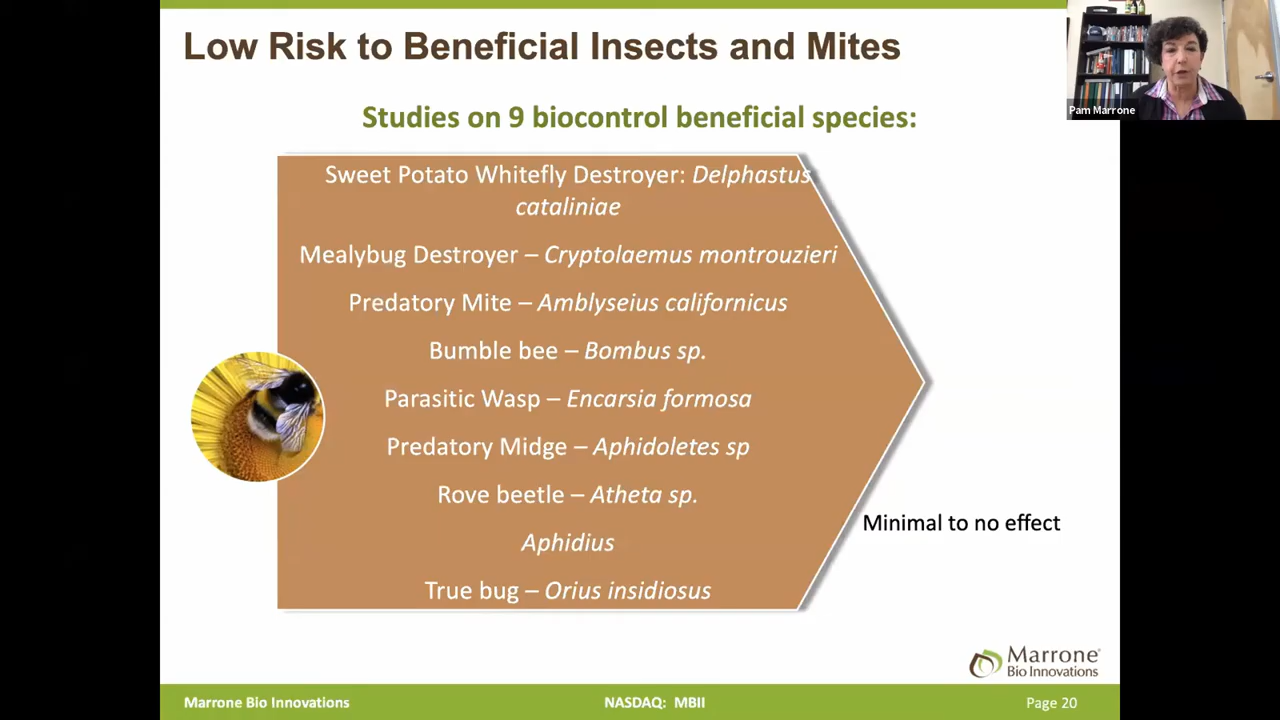 Low Risk to Beneficial Insects and Mites
Pam Marrone
Studies on 9 biocontrol beneficial species:
Sweet Potato Whitefly Destroyer: Delphastus
cataliniae
Mealybug Destroyer – Cryptolaemus montrouzieri
Predatory Mite – Amblyseius californicus
Bumble bee – Bombus sp.
Parasitic Wasp – Encarsia formosa
Predatory Midge – Aphidoletes sp
Rove beetle – Atheta sp.
Minimal to no effect
Aphidius
True bug – Orius insidiosus
Marrone
Bio Innovations
Marrone Bio Innovations
NASDAQ: MBII
Page 20